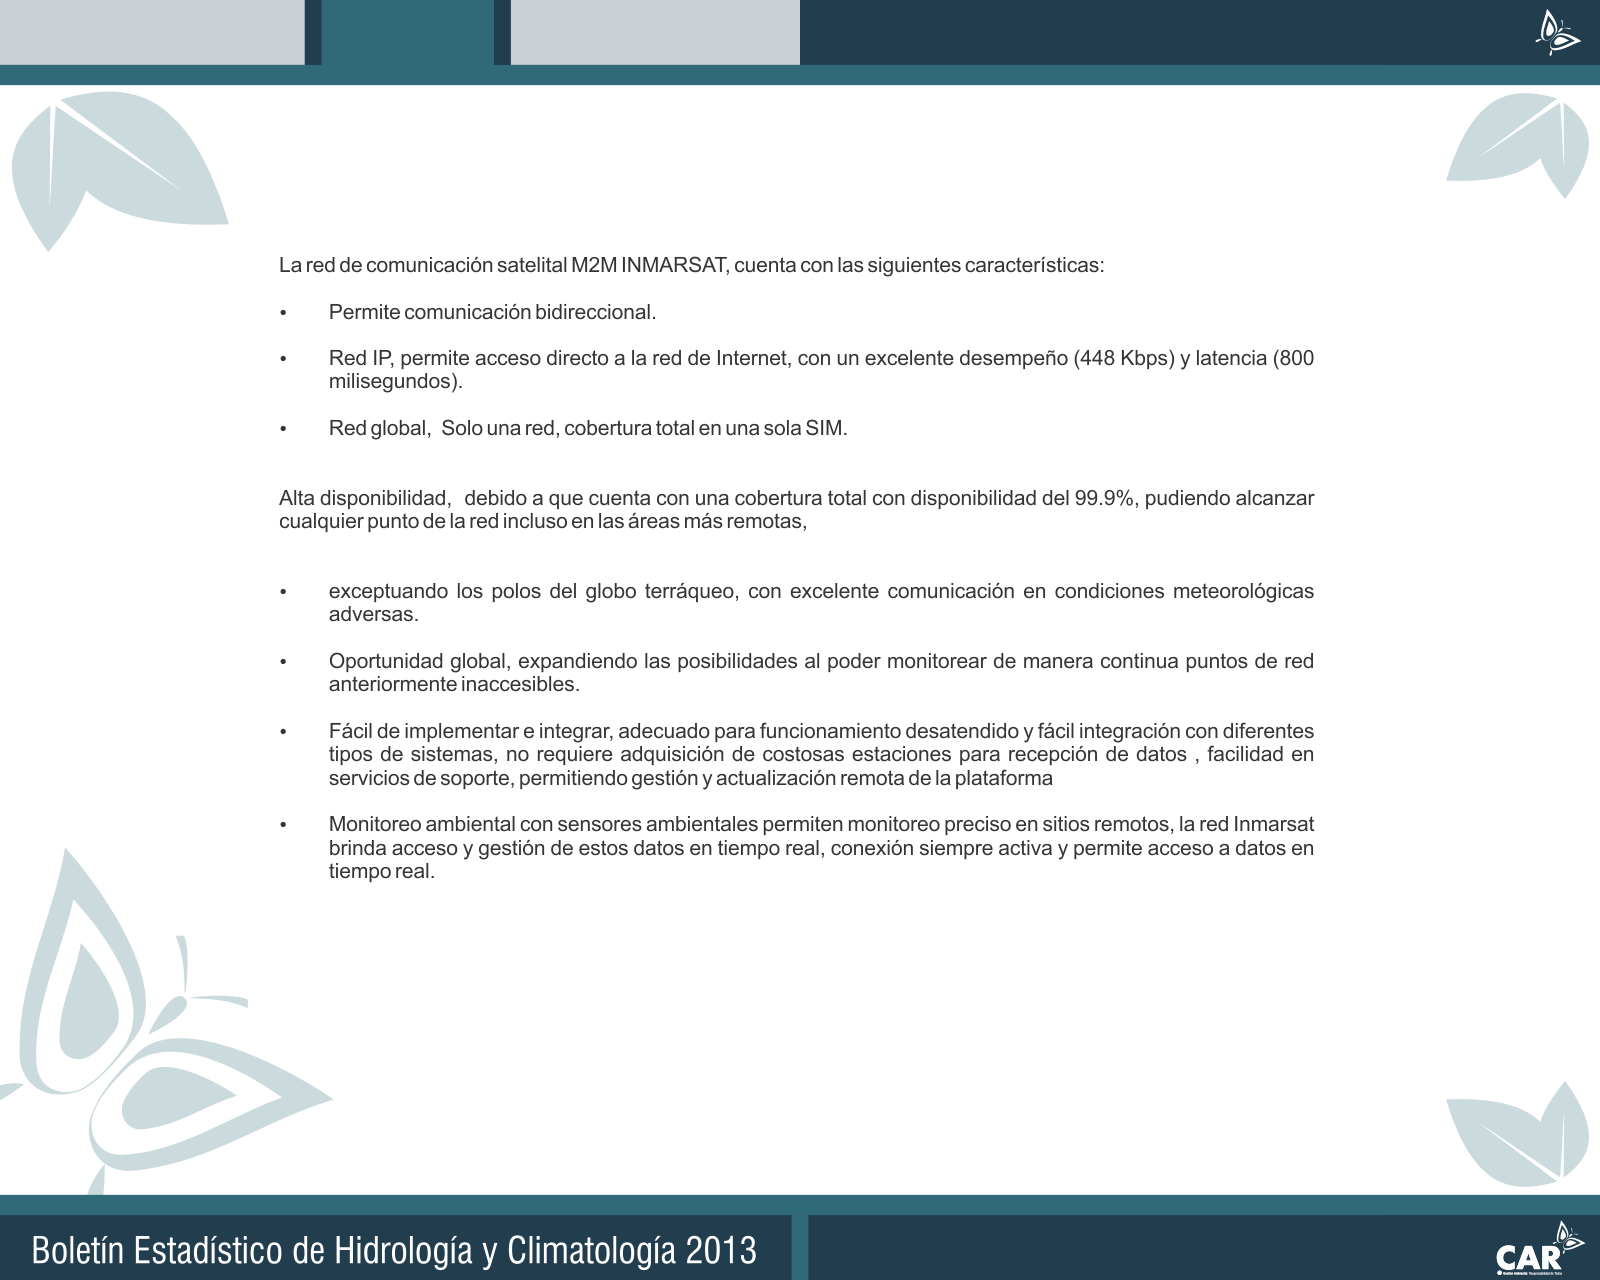 La red de comunicación satelital M2M INMARSAT, cuenta con las siguientes características:
• Permite comunicación bidireccional.
• Red IP, permite acceso directo a la red de Internet, con un excelente desempeño (448 Kbps) y latencia (800
milisegundos).
• Red global, Solo una red, cobertura total en una sola SIM.
Alta disponibilidad, debido a que cuenta con una cobertura total con disponibilidad del 99.9%, pudiendo alcanzar
cualquier punto de la red incluso en las áreas más remotas,
• exceptuando los polos del globo terráqueo, con excelente comunicación en condiciones meteorológicas
adversas.
• Oportunidad global, expandiendo las posibilidades al poder monitorear de manera continua puntos de red
anteriormente inaccesibles.
• Fácil de implementar e integrar, adecuado para funcionamiento desatendido y fácil integración con diferentes
tipos de sistemas, no requiere adquisición de costosas estaciones para recepción de datos , facilidad en
servicios de soporte, permitiendo gestión y actualización remota de la plataforma
• Monitoreo ambiental con sensores ambientales permiten monitoreo preciso en sitios remotos, la red Inmarsat
brinda acceso y gestión de estos datos en tiempo real, conexión siempre activa y permite acceso a datos en
tiempo real.
Boletín Estadístico de Hidrología y Climatología 2013
CAR